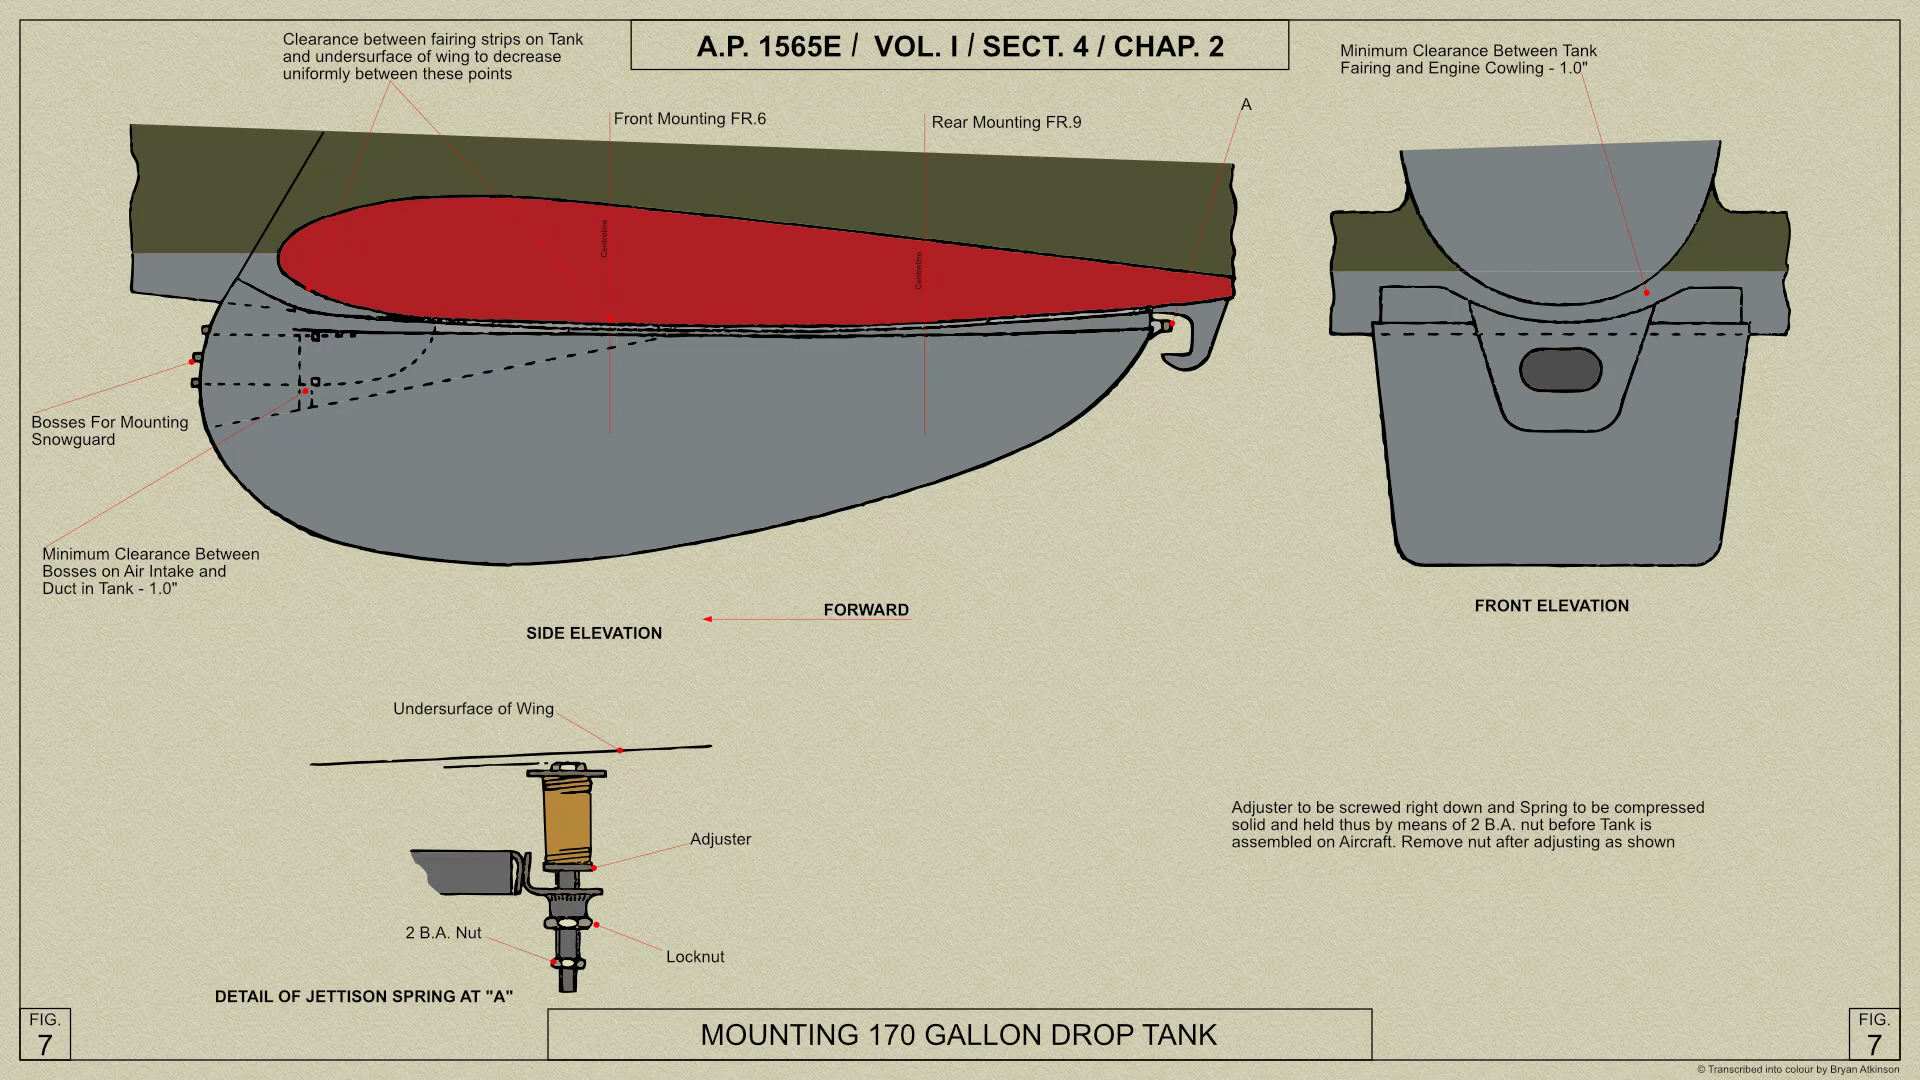 A.P. 1565E / VOL. I / SECT. 4 / CHAP. 2
Clearance between fairing strips on Tank
and undersurface of wing to decrease
uniformly between these points
Minimum Clearance Between Tank
Fairing and Engine Cowling - 1.0"
Front Mounting FR.6
Rear Mounting FR.9
A
Centreline
Centreline
Bosses For Mounting
Snowguard
Minimum Clearance Between
Bosses on Air Intake and
Duct in Tank - 1.0"
FORWARD
SIDE ELEVATION
FRONT ELEVATION
Undersurface of Wing
Adjuster
2 B.A. Nut
Locknut
Adjuster to be screwed right down and Spring to be compressed
solid and held thus by means of 2 B.A. nut before Tank is
assembled on Aircraft. Remove nut after adjusting as shown
DETAIL OF JETTISON SPRING AT "A"
FIG.
7
MOUNTING 170 GALLON DROP TANK
FIG.
7
© Transcribed into colour by Bryan Atkinson